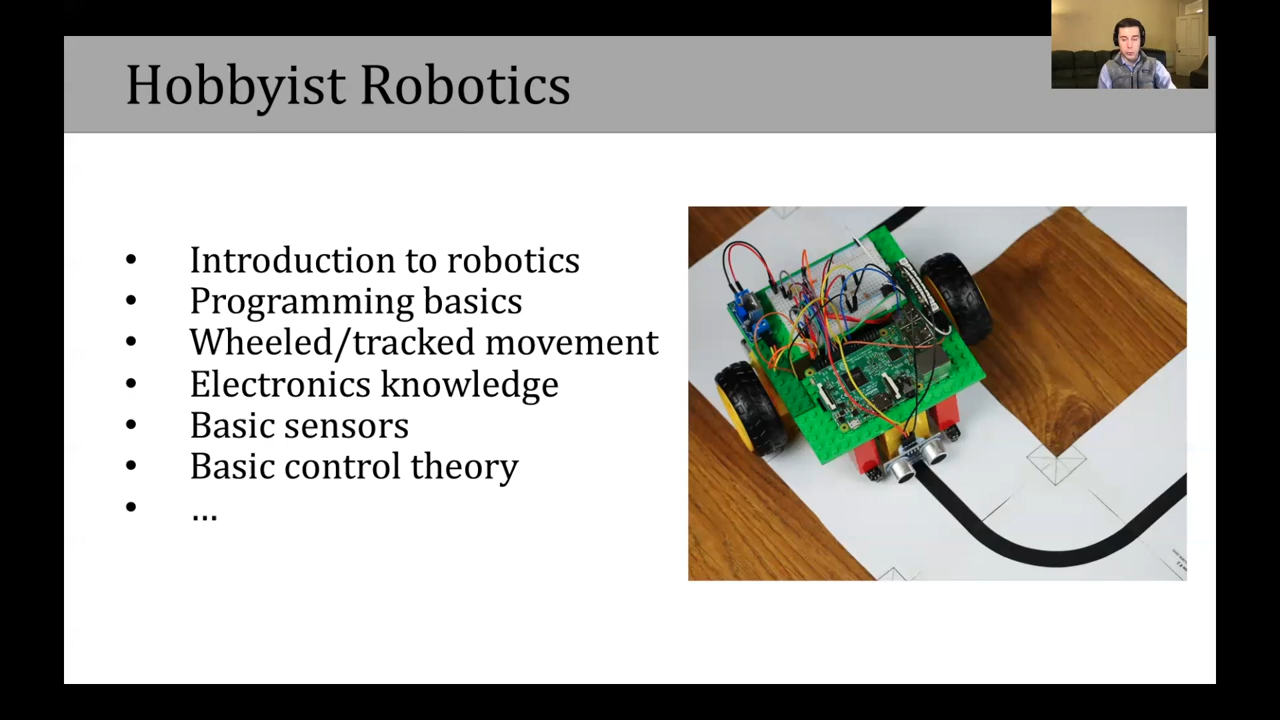 Hobbyist Robotics
• Introduction to robotics
• Programming basics
• Wheeled/tracked movement
• Electronics knowledge
• Basic sensors
• Basic control theory
• ...